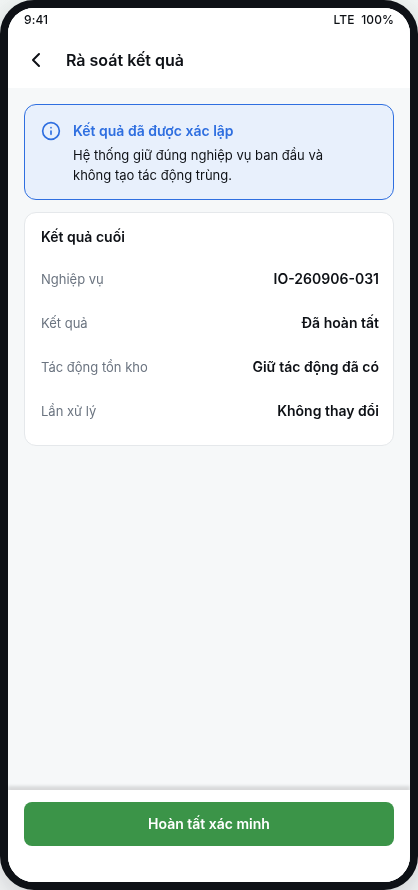 9:41 LTE 100%
Rà soát kết quả
Kết quả đã được xác lập
Hệ thống giữ đúng nghiệp vụ ban đầu và
không tạo tác động trùng.
Kết quả cuối
Nghiệp vụ IO-260906-031
Kết quả Đã hoàn tất
Tác động tồn kho Giữ tác động đã có
Lần xử lý Không thay đổi
Hoàn tất xác minh